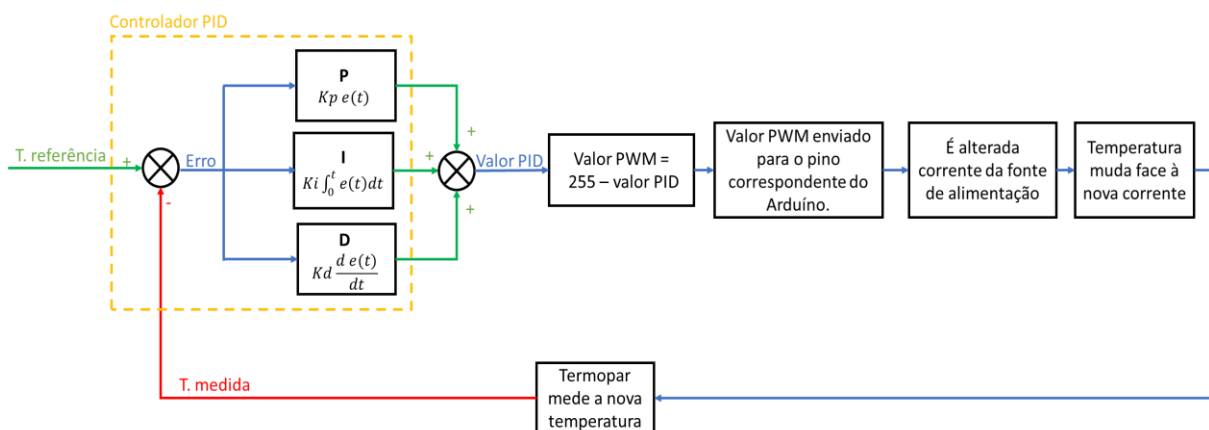 Controlador PID
T. referência
+
-
Erro
P
Kp e(t)
I
Ki ∫₀ᵗ e(t)dt
D
Kd d e(t)/dt
+
+
+
Valor PID
Valor PWM =
255 – valor PID
Valor PWM enviado
para o pino
correspondente do
Arduíno.
É alterada
corrente da fonte
de alimentação
Temperatura
muda face à
nova corrente
T. medida
Termopar
mede a nova
temperatura